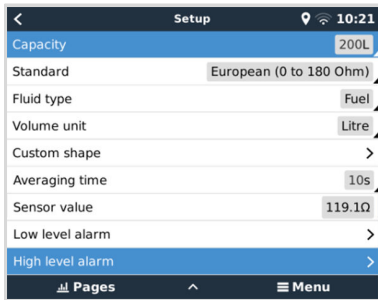 Setup 10:21
Capacity 200L
Standard European (0 to 180 Ohm)
Fluid type Fuel
Volume unit Litre
Custom shape
Averaging time 10s
Sensor value 119.1Ω
Low level alarm
High level alarm
Pages Menu